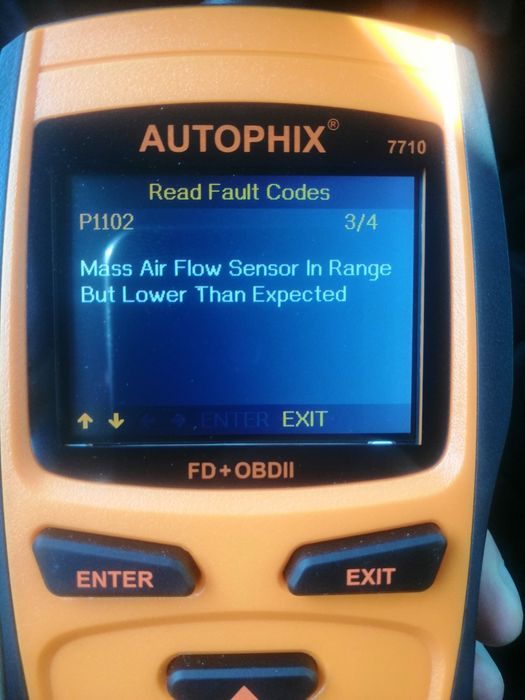 AUTOPHIX®
7710
Read Fault Codes
P1102 3/4
Mass Air Flow Sensor In Range
But Lower Than Expected
ENTER EXIT
FD+OBDII
ENTER EXIT